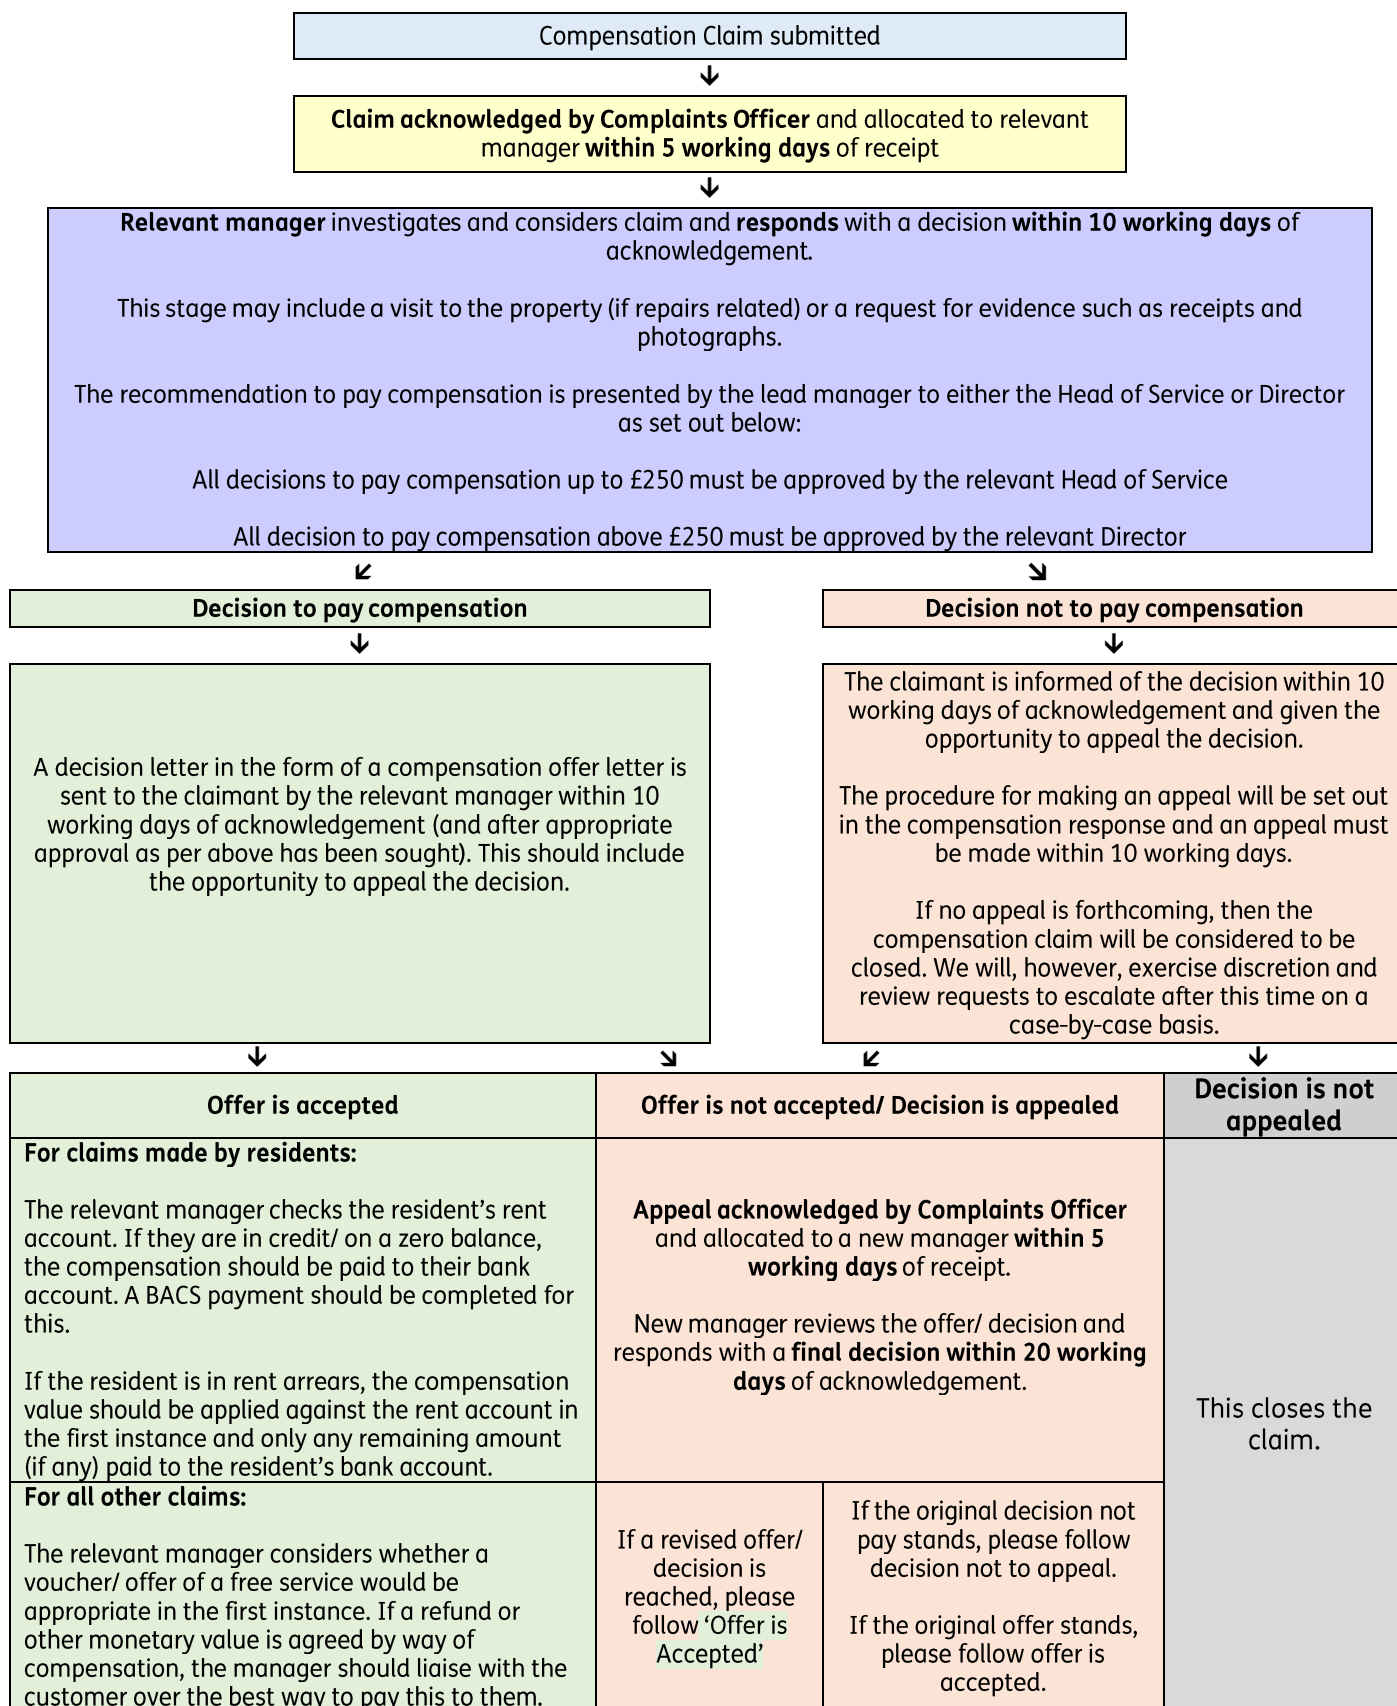 Compensation Claim submitted
Claim acknowledged by Complaints Officer and allocated to relevant
manager within 5 working days of receipt
Relevant manager investigates and considers claim and responds with a decision within 10 working days of
acknowledgement.
This stage may include a visit to the property (if repairs related) or a request for evidence such as receipts and
photographs.
The recommendation to pay compensation is presented by the lead manager to either the Head of Service or Director
as set out below:
All decisions to pay compensation up to £250 must be approved by the relevant Head of Service
All decision to pay compensation above £250 must be approved by the relevant Director
Decision to pay compensation
A decision letter in the form of a compensation offer letter is
sent to the claimant by the relevant manager within 10
working days of acknowledgement (and after appropriate
approval as per above has been sought). This should include
the opportunity to appeal the decision.
Decision not to pay compensation
The claimant is informed of the decision within 10
working days of acknowledgement and given the
opportunity to appeal the decision.
The procedure for making an appeal will be set out
in the compensation response and an appeal must
be made within 10 working days.
If no appeal is forthcoming, then the
compensation claim will be considered to be
closed. We will, however, exercise discretion and
review requests to escalate after this time on a
case-by-case basis.
Offer is accepted
For claims made by residents:
The relevant manager checks the resident's rent
account. If they are in credit/ on a zero balance,
the compensation should be paid to their bank
account. A BACS payment should be completed for
this.
If the resident is in rent arrears, the compensation
value should be applied against the rent account in
the first instance and only any remaining amount
(if any) paid to the resident's bank account.
For all other claims:
The relevant manager considers whether a
voucher/ offer of a free service would be
appropriate in the first instance. If a refund or
other monetary value is agreed by way of
compensation, the manager should liaise with the
customer over the best way to pay this to them.
Offer is not accepted/ Decision is appealed
Appeal acknowledged by Complaints Officer
and allocated to a new manager within 5
working days of receipt.
New manager reviews the offer/ decision and
responds with a final decision within 20 working
days of acknowledgement.
If a revised offer/
decision is
reached, please
follow 'Offer is
Accepted'
If the original decision not
pay stands, please follow
decision not to appeal.
If the original offer stands,
please follow offer is
accepted.
Decision is not
appealed
This closes the
claim.